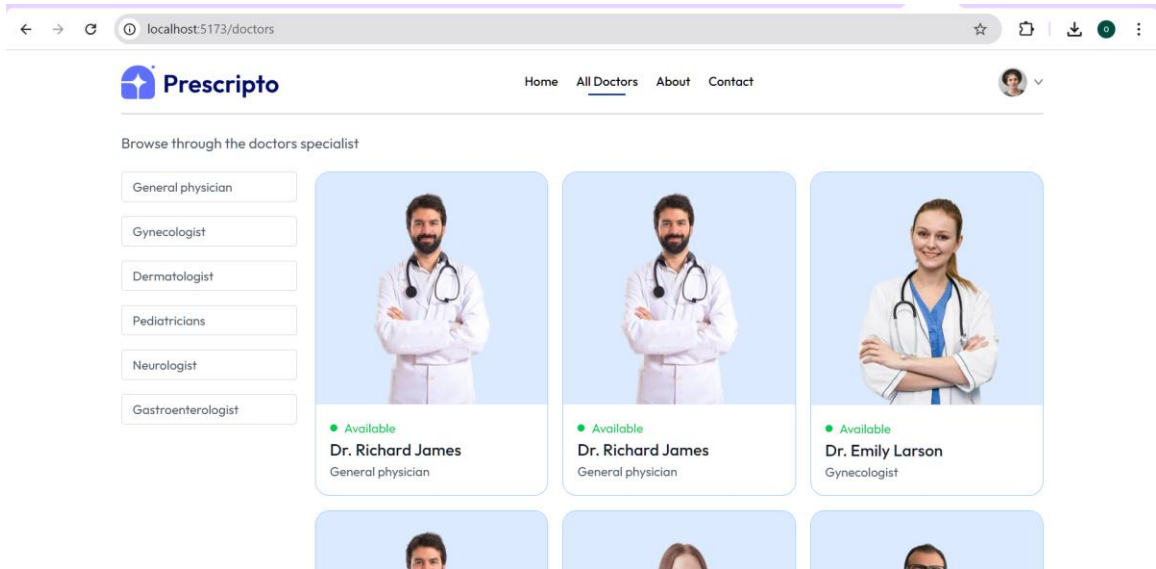 localhost:5173/doctors
O
Prescripto
Home All Doctors About Contact
Browse through the doctors specialist
General physician
Gynecologist
Dermatologist
Pediatricians
Neurologist
Gastroenterologist
Available Available Available
Dr. Richard James Dr. Richard James Dr. Emily Larson
General physician General physician Gynecologist